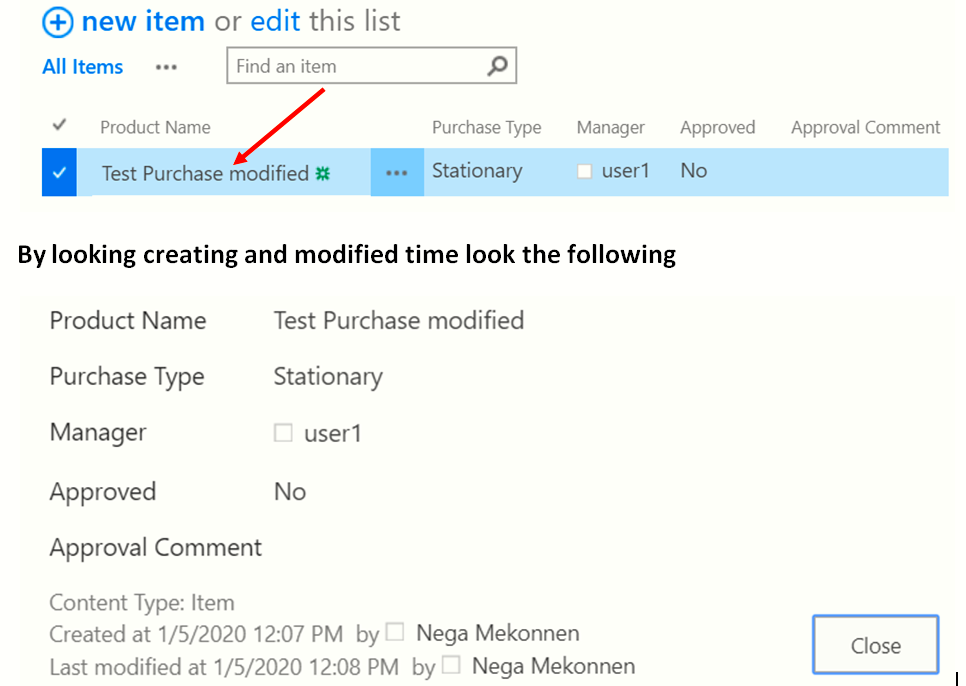 new item or edit this list
All Items ••• Find an item
Product Name Purchase Type Manager Approved Approval Comment
Test Purchase modified ••• Stationary user1 No
By looking creating and modified time look the following
Product Name Test Purchase modified
Purchase Type Stationary
Manager user1
Approved No
Approval Comment
Content Type: Item
Created at 1/5/2020 12:07 PM by Nega Mekonnen
Last modified at 1/5/2020 12:08 PM by Nega Mekonnen
Close